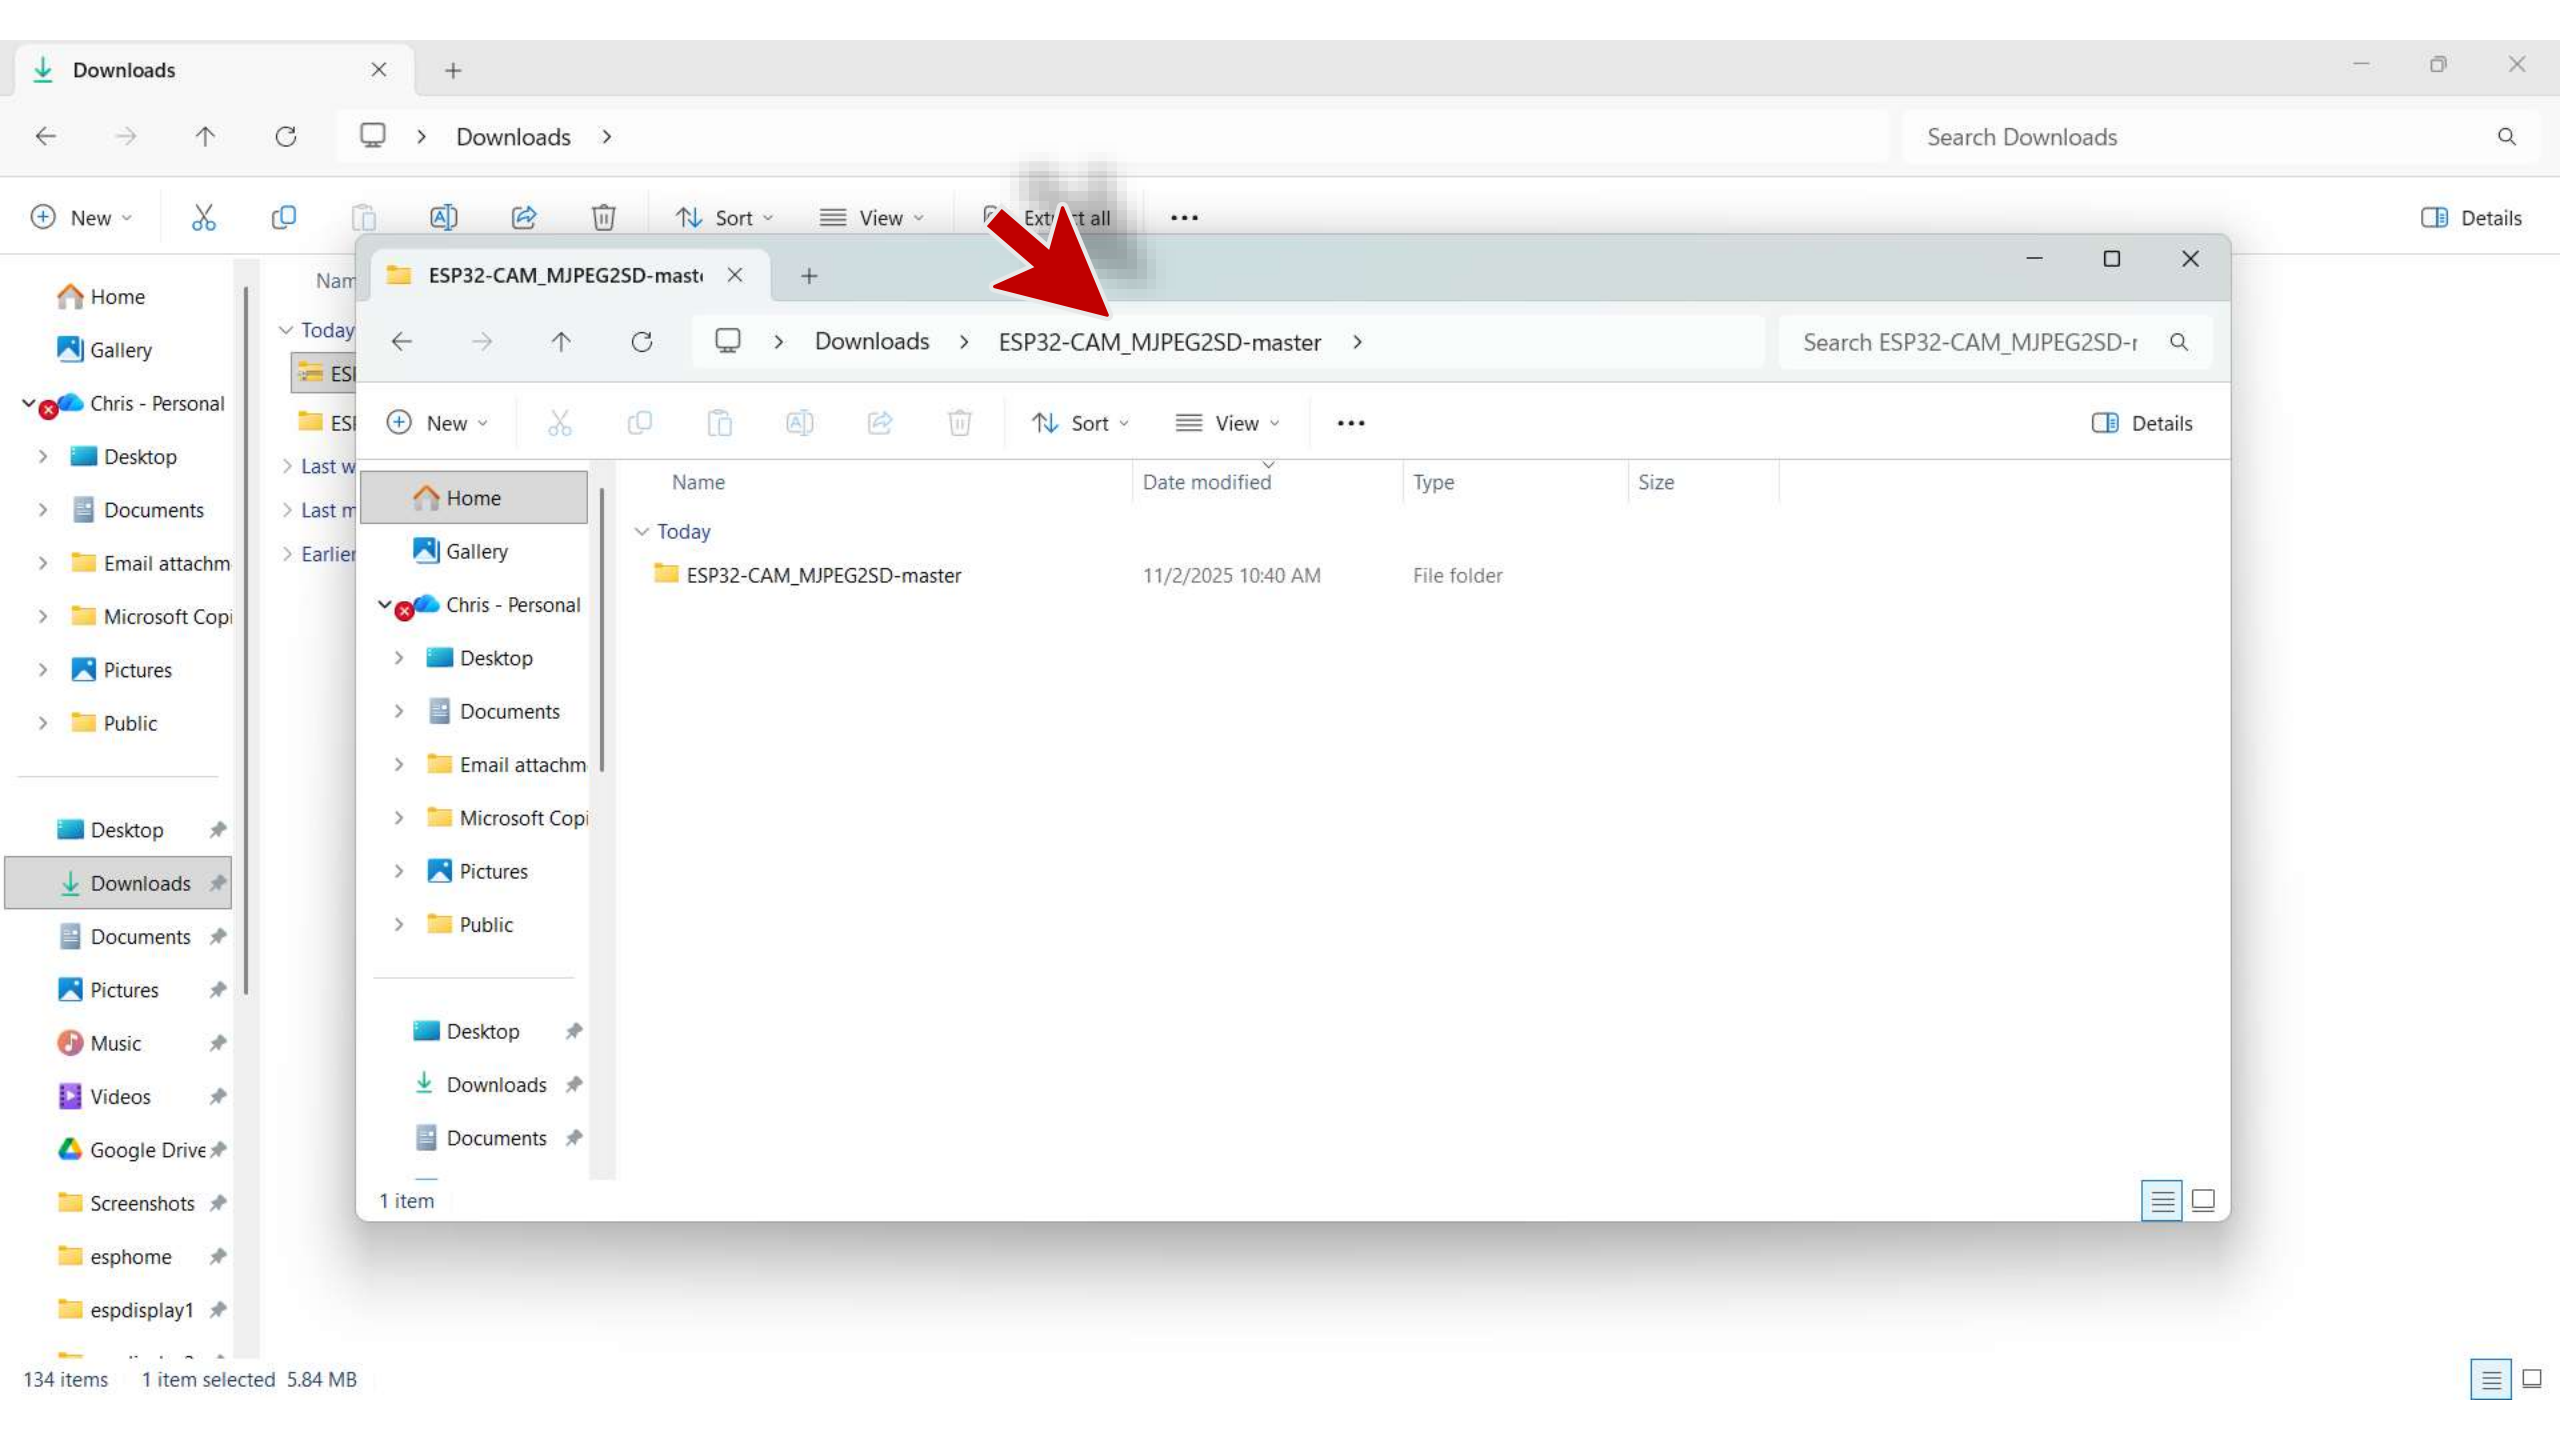 Downloads
Downloads
Search Downloads
New
Sort
View
Extract all
Details
Home
Gallery
Chris - Personal
Desktop
Documents
Email attachm
Microsoft Copi
Pictures
Public
Desktop
Downloads
Documents
Pictures
Music
Videos
Google Drive
Screenshots
esphome
espdisplay1
134 items 1 item selected 5.84 MB
Nam
Today
ESP
ESP
Last w
Last m
Earlier
ESP32-CAM_MJPEG2SD-maste
Downloads ESP32-CAM_MJPEG2SD-master
Search ESP32-CAM_MJPEG2SD-r
New
Sort
View
Details
Home
Gallery
Chris - Personal
Desktop
Documents
Email attachm
Microsoft Copi
Pictures
Public
Desktop
Downloads
Documents
Name Date modified Type Size
Today
ESP32-CAM_MJPEG2SD-master 11/2/2025 10:40 AM File folder
1 item